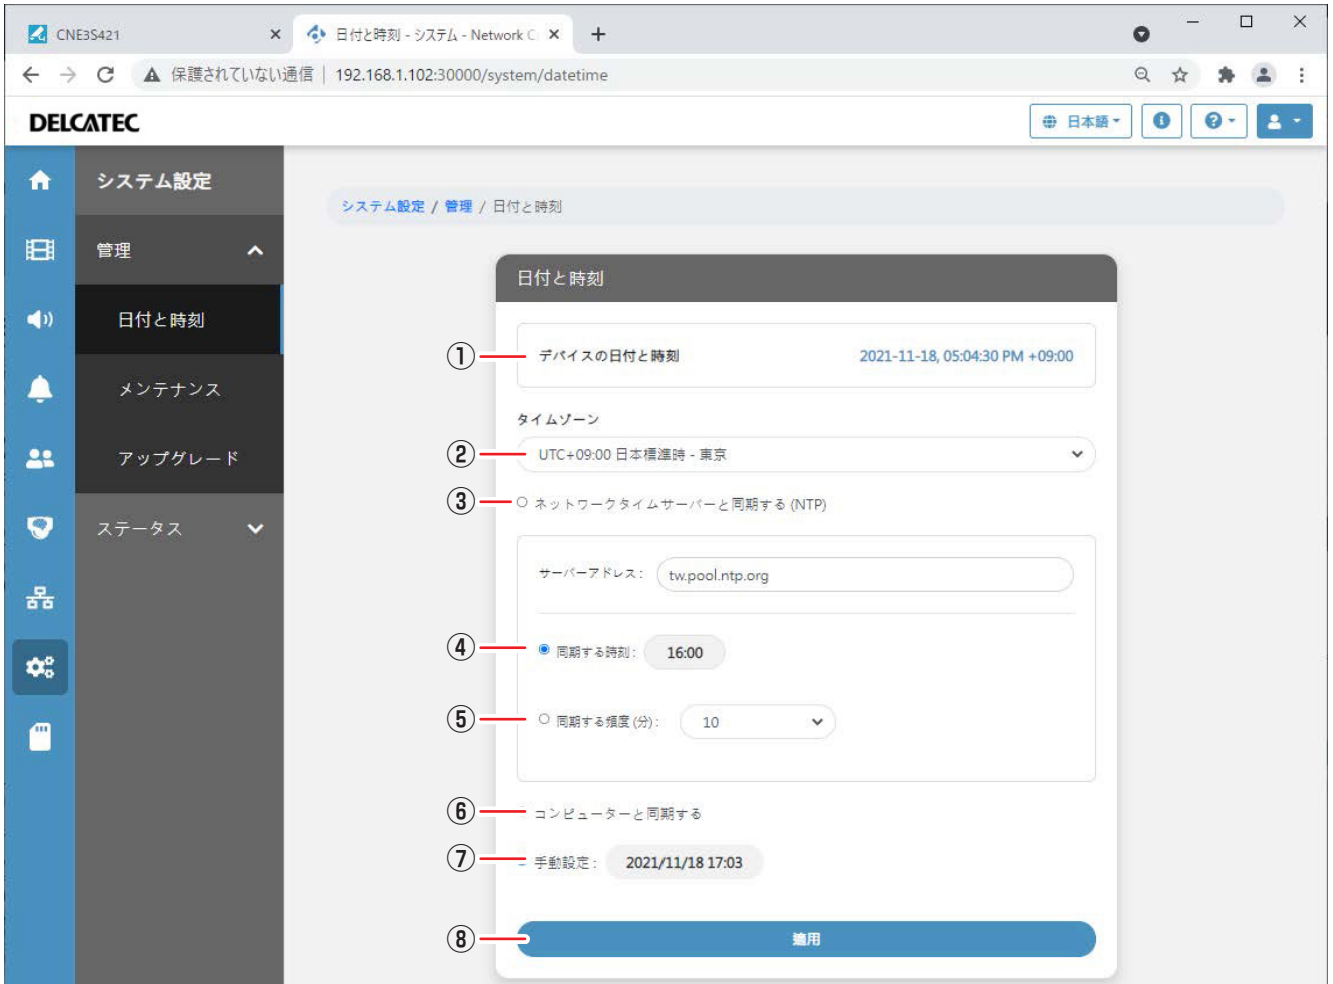 CNE3S421
日付と時刻 - システム - Network C
保護されていない通信 | 192.168.1.102:30000/system/datetime
DELCATEC
日本語
システム設定
管理
日付と時刻
メンテナンス
アップグレード
ステータス
システム設定 / 管理 / 日付と時刻
日付と時刻
① デバイスの日付と時刻 2021-11-18, 05:04:30 PM +09:00
タイムゾーン
② UTC+09:00 日本標準時 - 東京
③ ネットワークタイムサーバーと同期する (NTP)
サーバーアドレス: tw.pool.ntp.org
④ 同期する時刻: 16:00
⑤ 同期する頻度 (分): 10
⑥ コンピューターと同期する
⑦ 手動設定: 2021/11/18 17:03
⑧ 適用